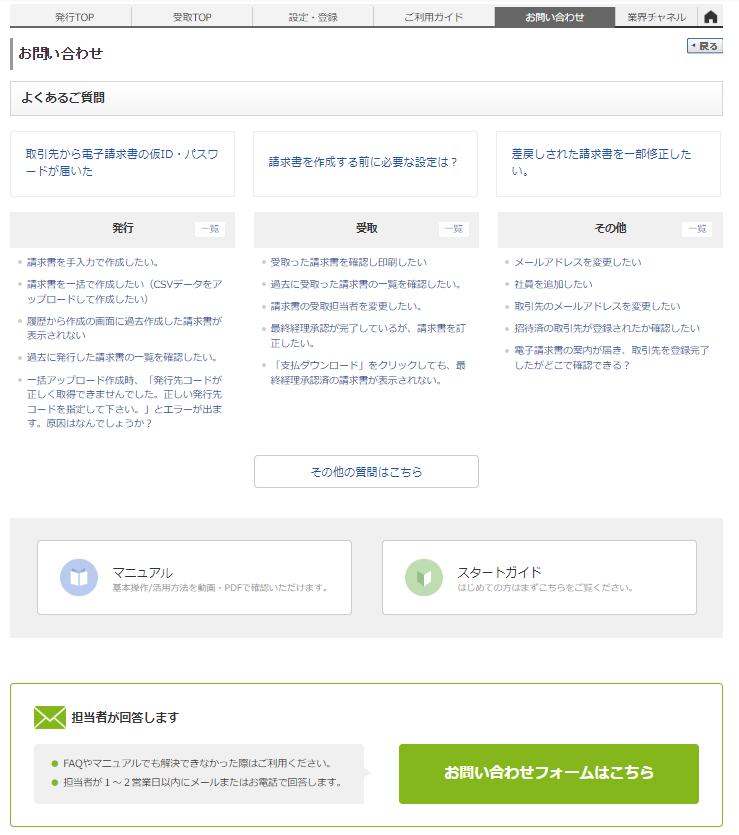 発行TOP
受取TOP
設定・登録
ご利用ガイド
お問い合わせ
業界チャネル
お問い合わせ
戻る
よくあるご質問
取引先から電子請求書の仮ID・パスワ
ードが届いた
請求書を作成する前に必要な設定は？
差戻しされた請求書を一部修正した
い。
発行
一覧
請求書を手入力で作成したい。
請求書を一括で作成したい（CSVデータをア
ップロードして作成したい）
履歴から作成の画面に過去作成した請求書が
表示されない
過去に発行した請求書の一覧を確認したい。
一括アップロード作成時、「発行先コードが
正しく取得できませんでした。正しい発行先
コードを指定して下さい。」とエラーが出ま
す。原因はなんでしょうか？
受取
一覧
受取った請求書を確認し印刷したい
過去に受取った請求書の一覧を確認したい。
請求書の受取担当者を変更したい。
最終経理承認が完了しているが、請求書を訂
正したい。
「支払ダウンロード」をクリックしても、最
終経理承認済の請求書が表示されない。
その他
一覧
メールアドレスを変更したい
社員を追加したい
取引先のメールアドレスを変更したい
招待済の取引先が登録されたか確認したい
電子請求書の案内が届き、取引先を登録完了
したがどこで確認できる？
その他の質問はこちら
マニュアル
基本操作/活用方法を動画・PDFで確認いただけます。
スタートガイド
はじめての方はまずこちらをご覧ください。
担当者が回答します
FAQやマニュアルでも解決できなかった際はご利用ください。
担当者が１～２営業日以内にメールまたはお電話で回答します。
お問い合わせフォームはこちら